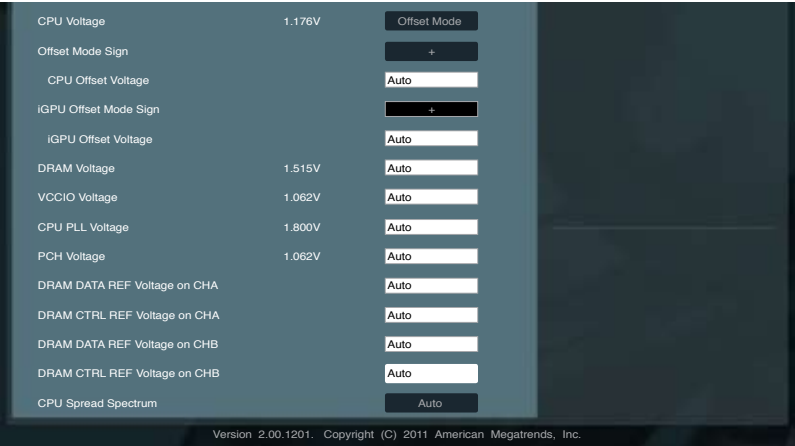 CPU Voltage 1.176V Offset Mode
Offset Mode Sign +
CPU Offset Voltage Auto
iGPU Offset Mode Sign +
iGPU Offset Voltage Auto
DRAM Voltage 1.515V Auto
VCCIO Voltage 1.062V Auto
CPU PLL Voltage 1.800V Auto
PCH Voltage 1.062V Auto
DRAM DATA REF Voltage on CHA Auto
DRAM CTRL REF Voltage on CHA Auto
DRAM DATA REF Voltage on CHB Auto
DRAM CTRL REF Voltage on CHB Auto
CPU Spread Spectrum Auto
Version 2.00.1201. Copyright (C) 2011 American Megatrends, Inc.